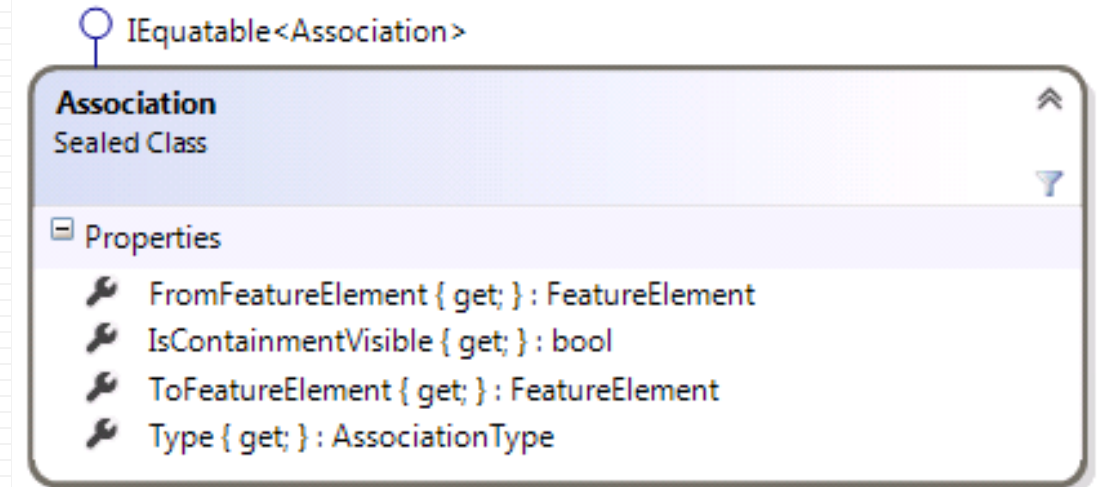 IEquatable<Association>
Association
Sealed Class
Properties
FromFeatureElement { get; } : FeatureElement
IsContainmentVisible { get; } : bool
ToFeatureElement { get; } : FeatureElement
Type { get; } : AssociationType